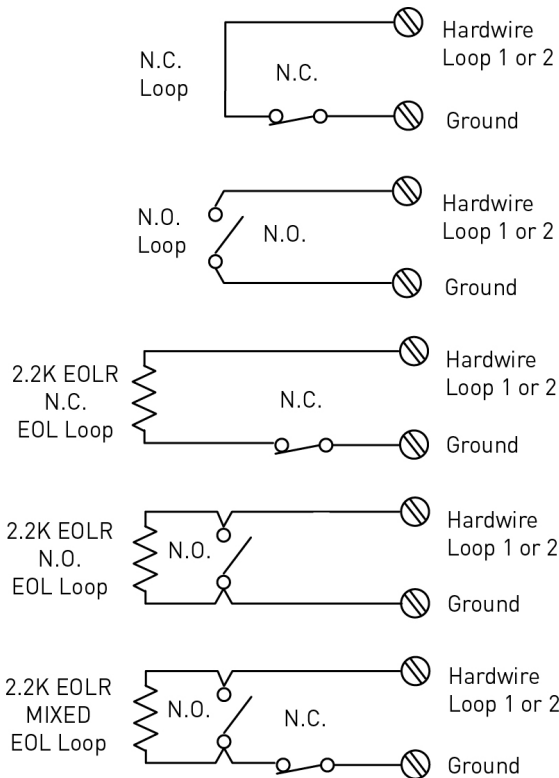 N.C.
Loop
N.C.
Hardwire
Loop 1 or 2
Ground
N.O.
Loop
N.O.
Hardwire
Loop 1 or 2
Ground
2.2K EOLR
N.C.
EOL Loop
N.C.
Hardwire
Loop 1 or 2
Ground
2.2K EOLR
N.O.
EOL Loop
N.O.
Hardwire
Loop 1 or 2
Ground
2.2K EOLR
MIXED
EOL Loop
N.O.
N.C.
Hardwire
Loop 1 or 2
Ground